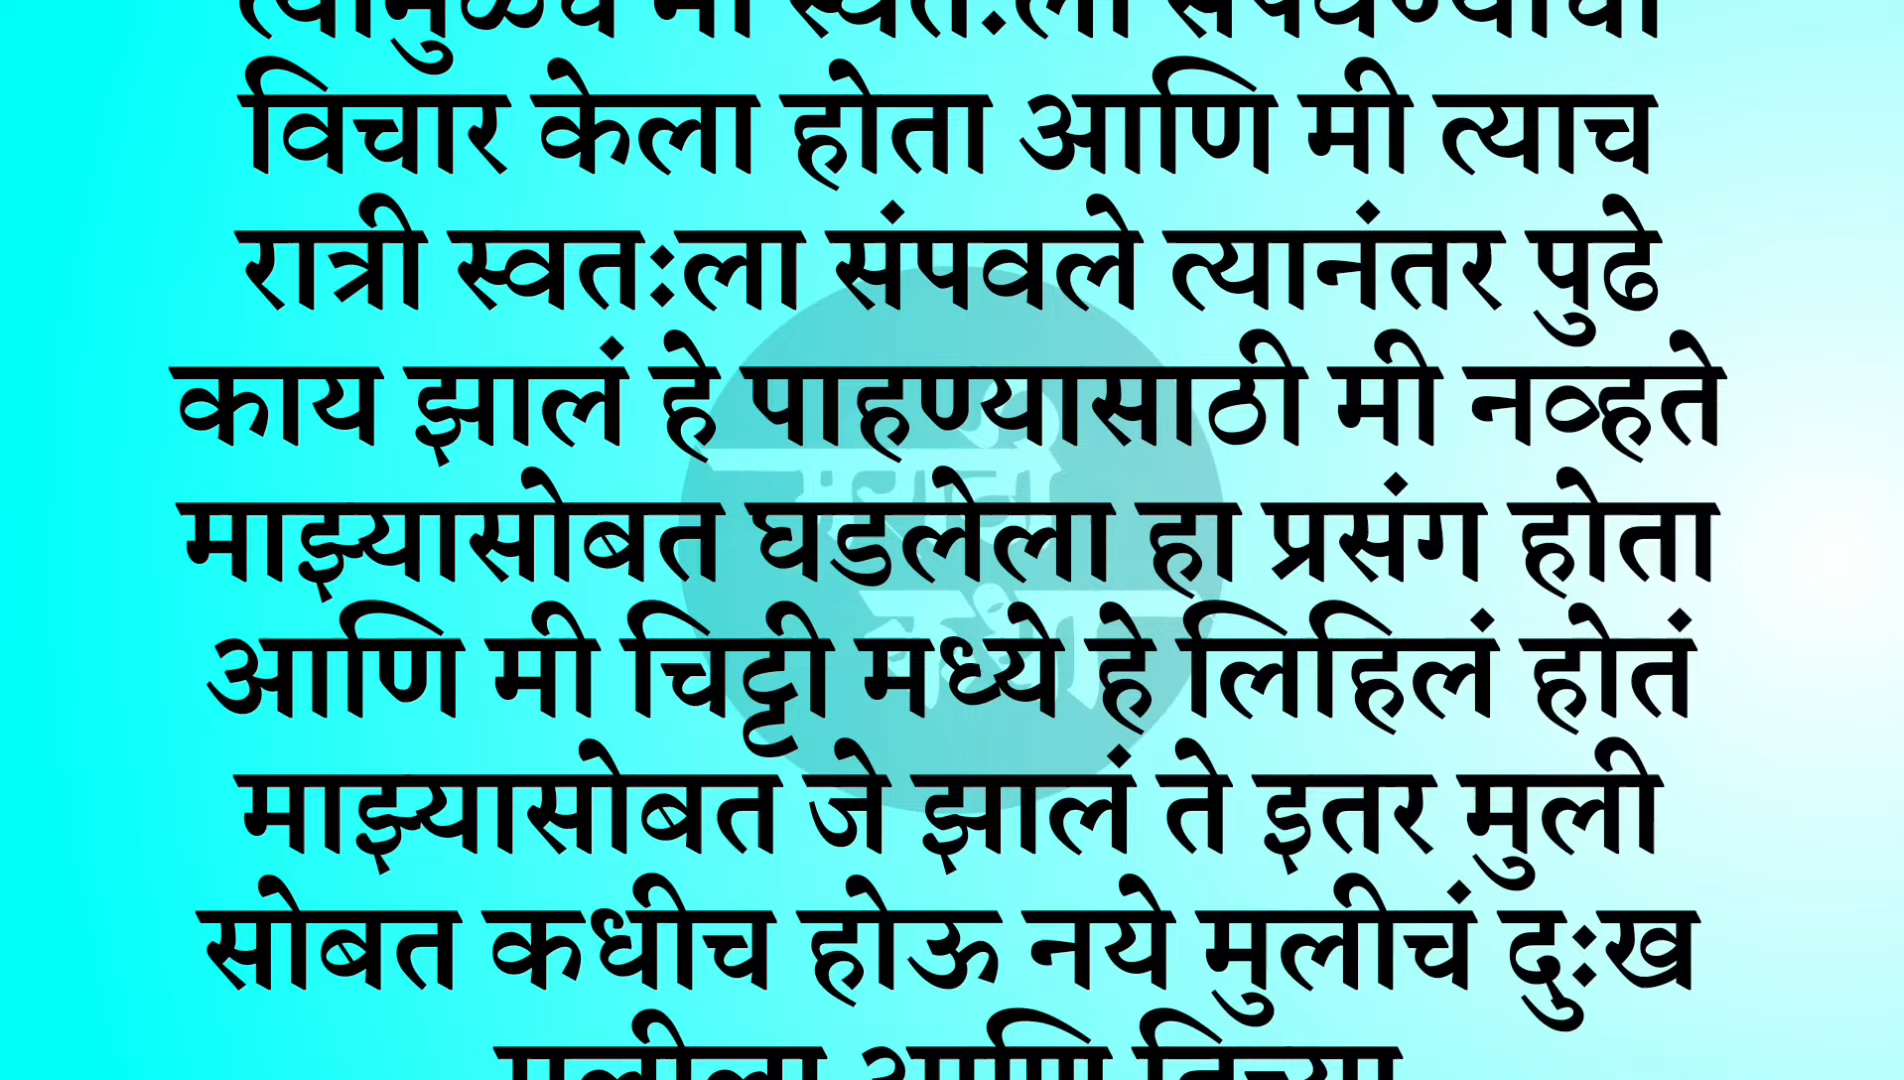 त्यामुळेच मी स्वतःला संपवण्याचा
विचार केला होता आणि मी त्याच
रात्री स्वतःला संपवले त्यानंतर पुढे
काय झालं हे पाहण्यासाठी मी नव्हते
माझ्यासोबत घडलेला हा प्रसंग होता
आणि मी चिट्टी मध्ये हे लिहिलं होतं
माझ्यासोबत जे झालं ते इतर मुली
सोबत कधीच होऊ नये मुलीचं दुःख
मुलीला आणि तिच्या